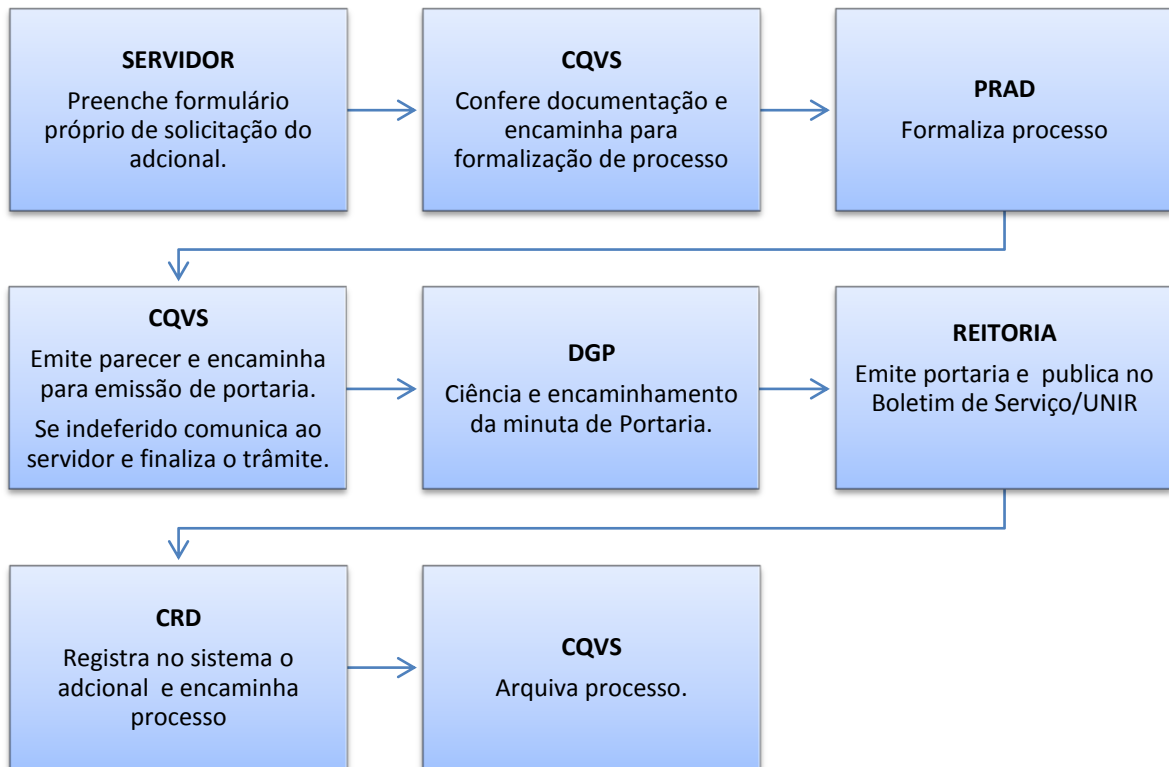 SERVIDOR
Preenche formulário
próprio de solicitação do
adcional.
CQVS
Confere documentação e
encaminha para
formalização de processo
PRAD
Formaliza processo
CQVS
Emite parecer e encaminha
para emissão de portaria.
Se indeferido comunica ao
servidor e finaliza o trâmite.
DGP
Ciência e encaminhamento
da minuta de Portaria.
REITORIA
Emite portaria e publica no
Boletim de Serviço/UNIR
CRD
Registra no sistema o
adcional e encaminha
processo
CQVS
Arquiva processo.